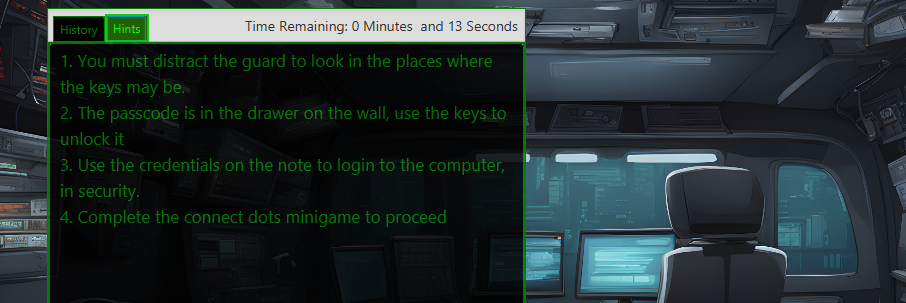 History
Hints
Time Remaining: 0 Minutes  and 13 Seconds
1. You must distract the guard to look in the places where
the keys may be.
2. The passcode is in the drawer on the wall, use the keys to
unlock it
3. Use the credentials on the note to login to the computer,
in security.
4. Complete the connect dots minigame to proceed